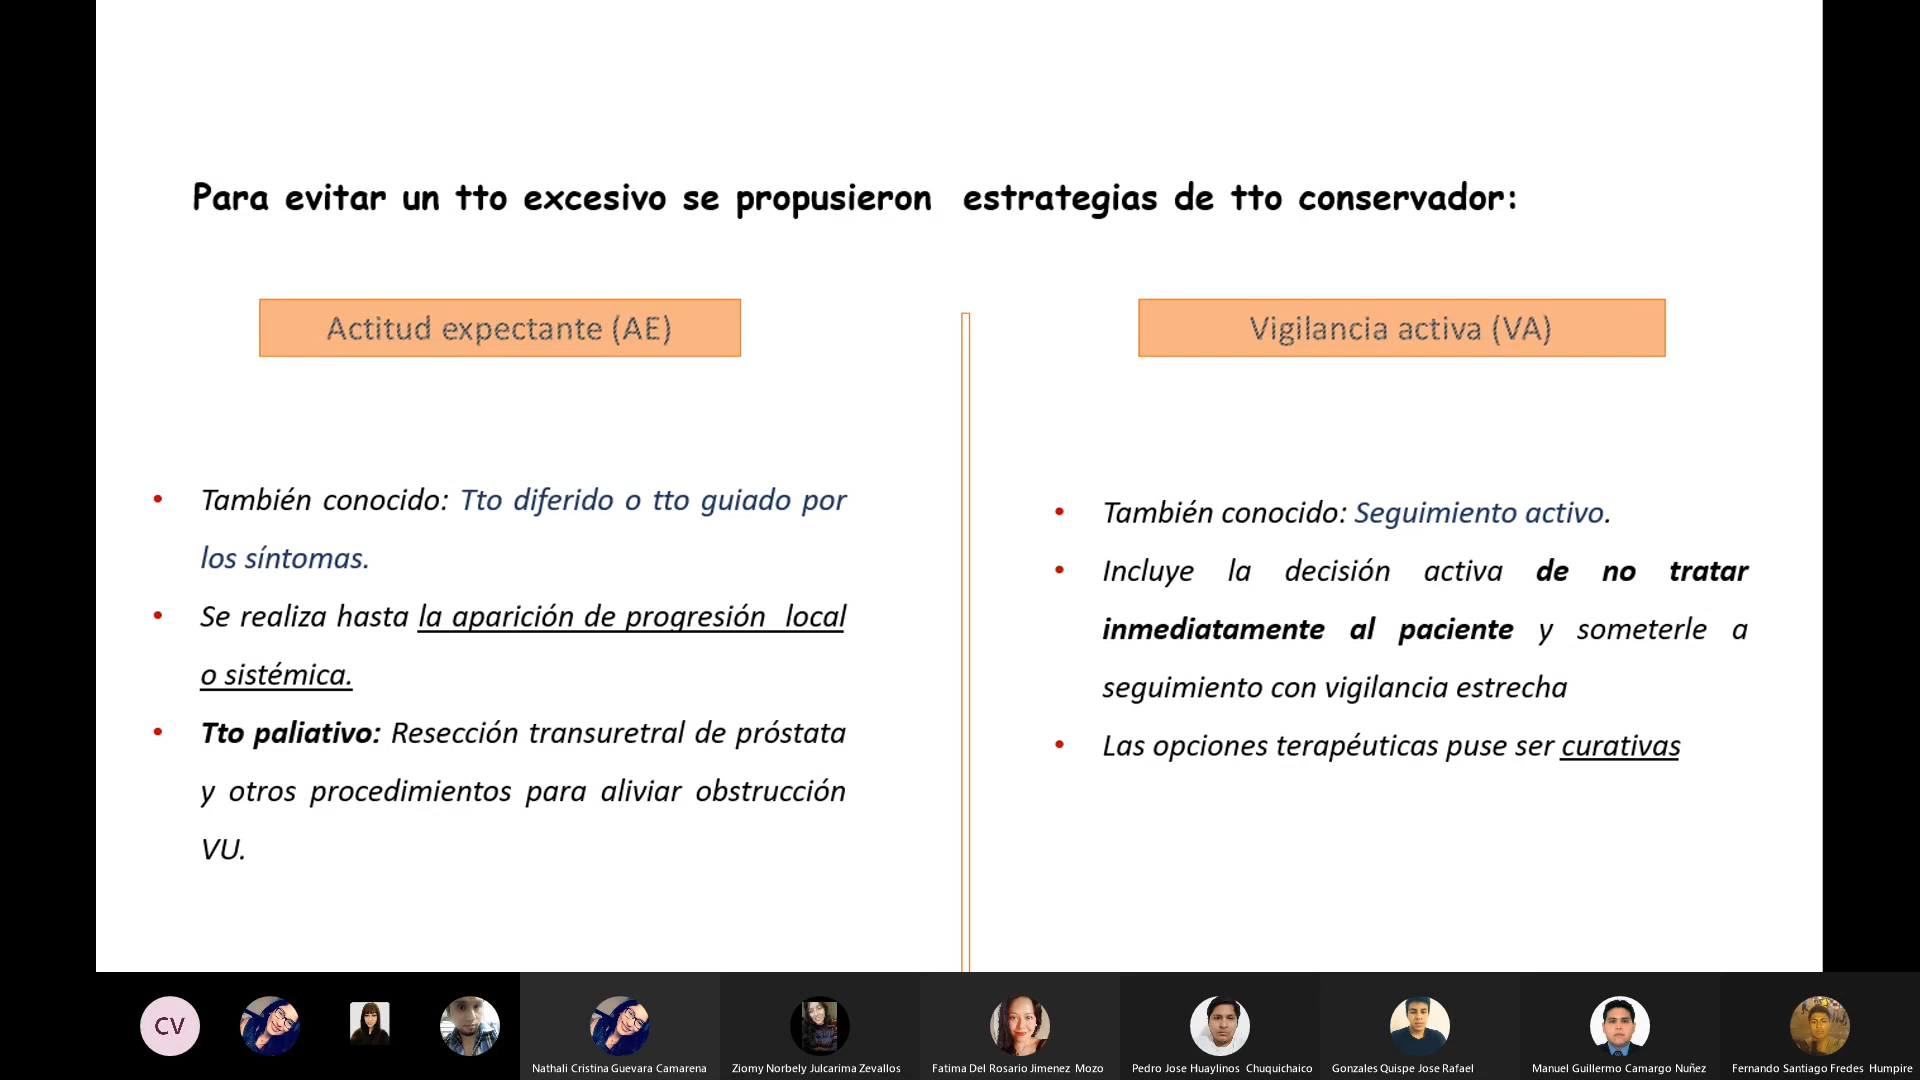 Para evitar un tto excesivo se propusieron estrategias de tto conservador:
Actitud expectante (AE)
También conocido: Tto diferido o tto guiado por
los síntomas.
Se realiza hasta la aparición de progresión local
o sistémica.
Tto paliativo: Resección transuretral de próstata
y otros procedimientos para aliviar obstrucción
VU.
Vigilancia activa (VA)
También conocido: Seguimiento activo.
Incluye la decisión activa de no tratar
inmediatamente al paciente y someterle a
seguimiento con vigilancia estrecha
Las opciones terapéuticas puse ser curativas
CV
Nathali Cristina Guevara Camarena
Ziomy Norbely Julcarima Zevallos
Fatima Del Rosario Jimenez Mozo
Pedro Jose Huaylinos Chuquichaico
Gonzales Quispe Jose Rafael
Manuel Guillermo Camargo Nuñez
Fernando Santiago Fredes Humpire